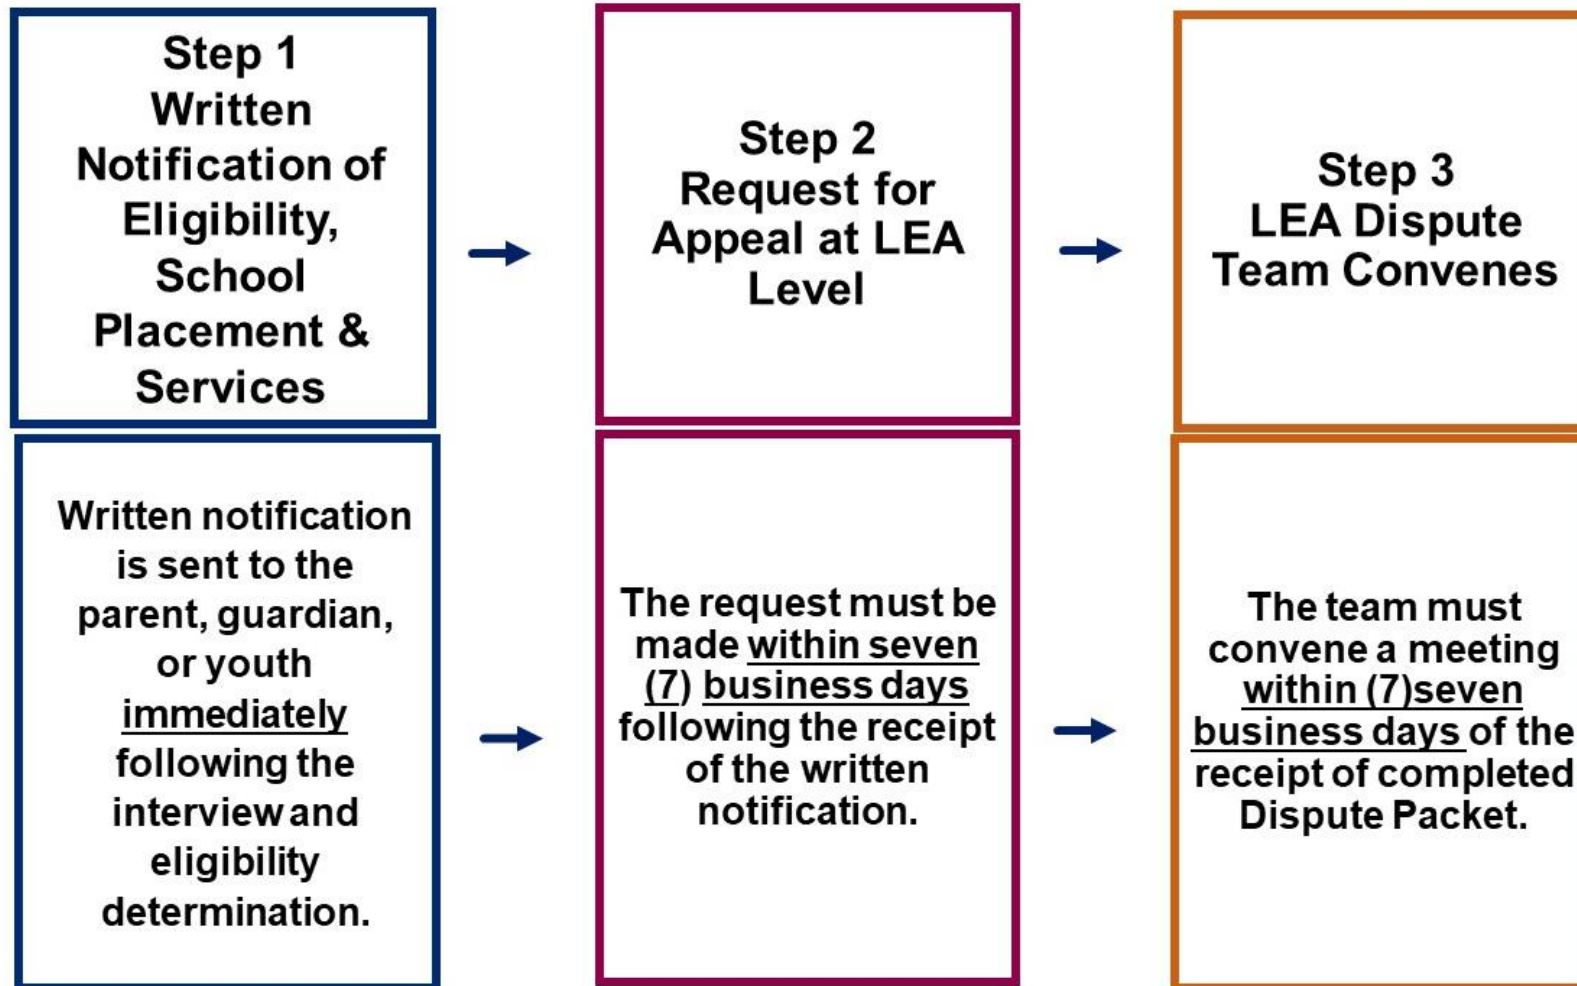 Step 1
Written
Notification of
Eligibility,
School
Placement &
Services
Step 2
Request for
Appeal at LEA
Level
Step 3
LEA Dispute
Team Convenes
Written notification
is sent to the
parent, guardian,
or youth
immediately
following the
interview and
eligibility
determination.
The request must be
made within seven
(7) business days
following the receipt
of the written
notification.
The team must
convene a meeting
within (7)seven
business days of the
receipt of completed
Dispute Packet.